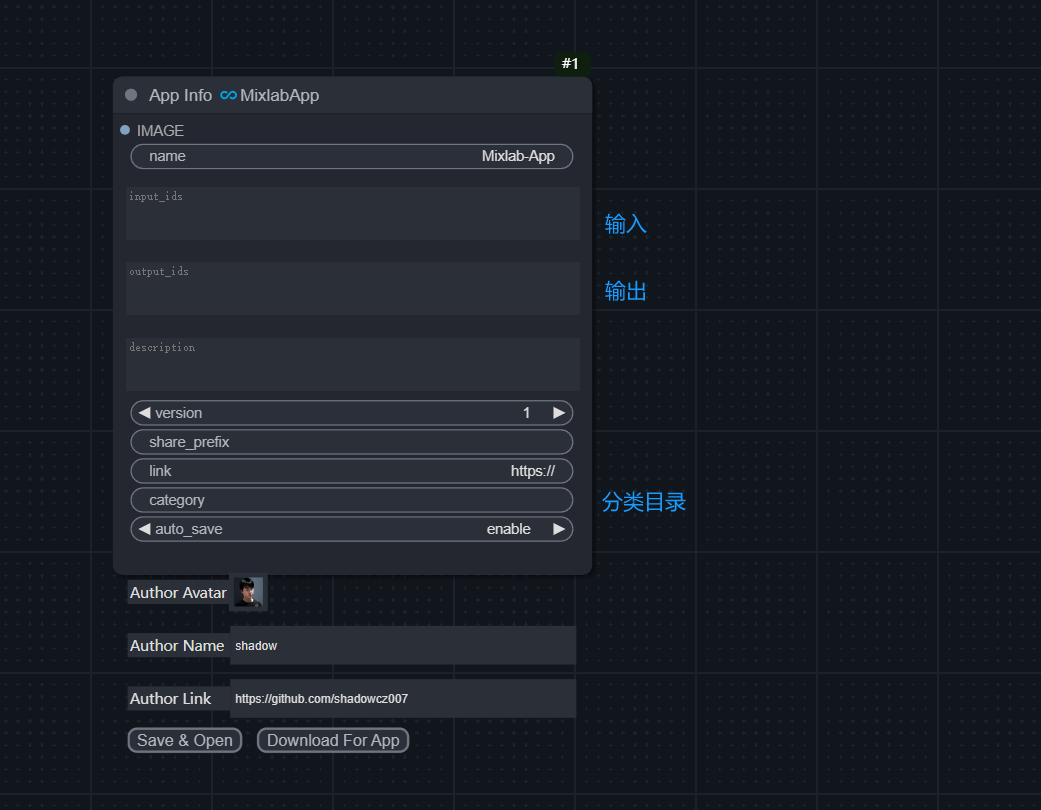 #1
App Info MixlabApp
IMAGE
name Mixlab-App
input_ids
输入
output_ids
输出
description
version 1
share_prefix
link https://
category
分类目录
auto_save enable
Author Avatar
Author Name shadow
Author Link https://github.com/shadowcz007
Save & Open Download For App